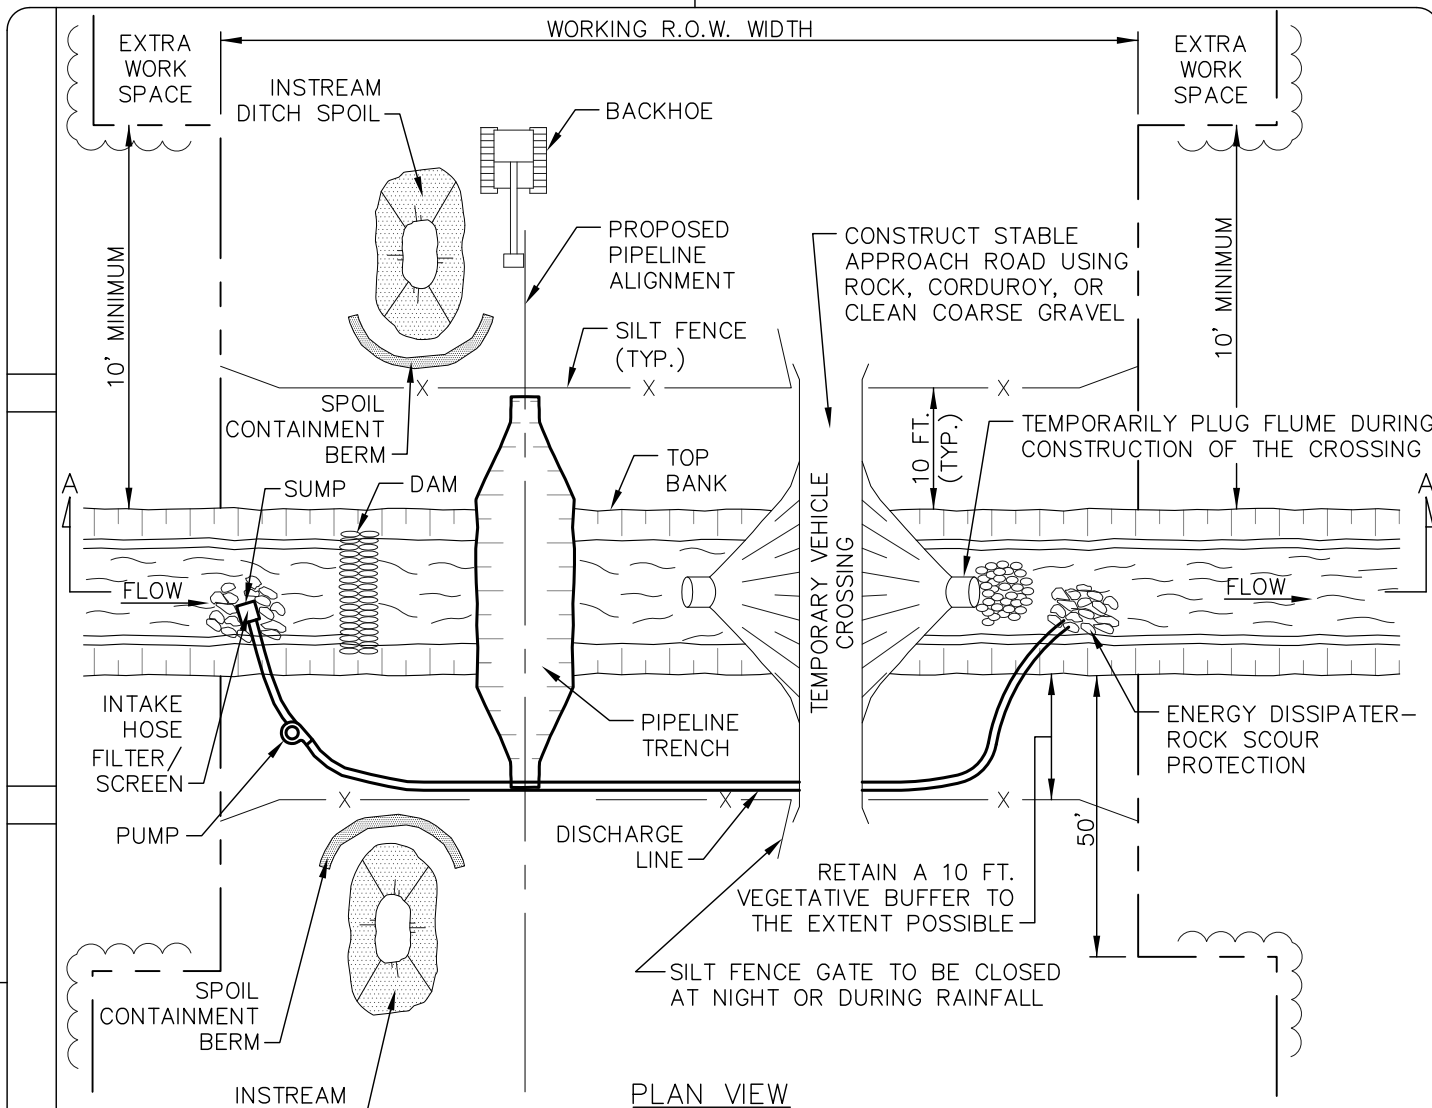 WORKING R.O.W. WIDTH
EXTRA
WORK
SPACE
EXTRA
WORK
SPACE
INSTREAM
DITCH SPOIL
BACKHOE
10' MINIMUM
PROPOSED
PIPELINE
ALIGNMENT
CONSTRUCT STABLE
APPROACH ROAD USING
ROCK, CORDUROY, OR
CLEAN COARSE GRAVEL
10' MINIMUM
SILT FENCE
(TYP.)
X
X
X
SPOIL
CONTAINMENT
BERM
10 FT.
(TYP.)
TEMPORARILY PLUG FLUME DURING
CONSTRUCTION OF THE CROSSING
TOP
BANK
A
SUMP
DAM
A
TEMPORARY VEHICLE
CROSSING
FLOW
FLOW
INTAKE
HOSE
FILTER/
SCREEN
PIPELINE
TRENCH
ENERGY DISSIPATER-
ROCK SCOUR
PROTECTION
X
X
X
PUMP
DISCHARGE
LINE
50'
RETAIN A 10 FT.
VEGETATIVE BUFFER TO
THE EXTENT POSSIBLE
SILT FENCE GATE TO BE CLOSED
AT NIGHT OR DURING RAINFALL
SPOIL
CONTAINMENT
BERM
INSTREAM
PLAN VIEW